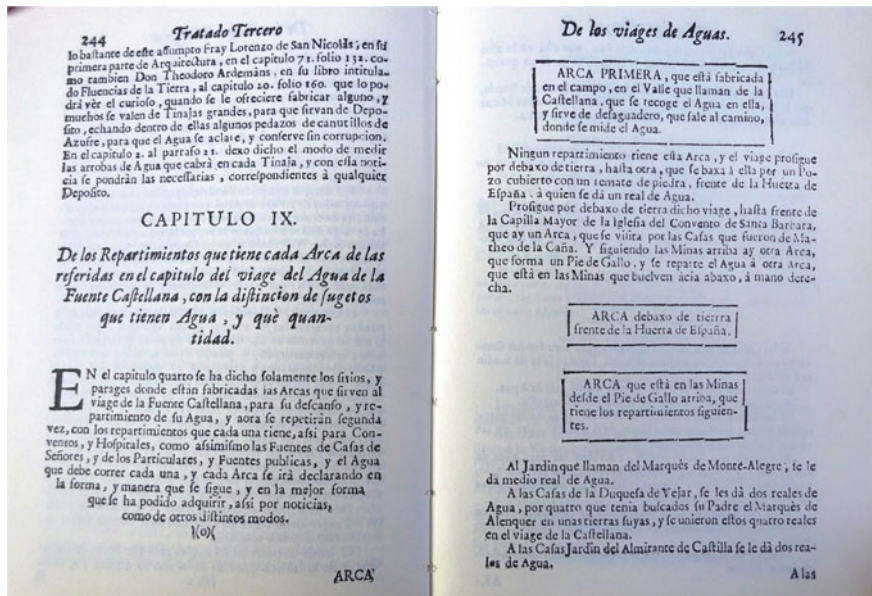 244 Tratado Tercero
lo bastante de este assumpto Fray Lorenzo de San Nicolàs; en su
primera parte de Arquitectura, en el capitulo 71. folio 132. co-
mo tambien Don Theodoro Ardemàns, en su libro intitula-
do Fluencias de la Tierra, al capitulo 20. folio 160. que lo po-
drà vèr el curioso, quando se le ofreciere fabricar alguno, y
muchos se valen de Tinajas grandes, para que sirvan de Depo-
sito, echando dentro de ellas algunos pedazos de canutillos de
Azufre, para que el Agua se aclare, y conserve sin corrupcion.
En el capitulo 2. al parrafo 21. dexo dicho el modo de medir
las arrobas de Agua que cabrà en cada Tinaja, y con esta noti-
cia se pondràn las necessarias, correspondientes à qualquier
Deposito.
CAPITULO IX.
De los Repartimientos que tiene cada Arca de las
referidas en el capitulo del viage del Agua de la
Fuente Castellana, con la distincion de sugetos
que tienen Agua, y què quan-
tidad.
EN el capitulo quarto se ha dicho solamente los sitios, y
parages donde estàn fabricadas las Arcas que sirven al
viage de la Fuente Castellana, para su descanso, y re-
partimiento de su Agua, y aora se repetiràn segunda
vez, con los repartimientos que cada una tiene, assi para Con-
ventos, y Hospitales, como assimismo las Fuentes de Casas de
Señores, y de los Particulares, y Fuentes publicas, y el Agua
que debe correr cada una, y cada Arca se irà declarando en
la forma, y manera que se sigue, y en la mejor forma
que se ha podido adquirir, assi por noticias,
como de otros distintos modos.
)(o)(
ARCA
De los viages de Aguas. 245
ARCA PRIMERA, que està fabricada
en el campo, en el Valle que llaman de la
Castellana, que se recoge el Agua en ella,
y sirve de desaguadero, que sale al camino,
donde se mide el Agua.
Ningun repartimiento tiene esta Arca, y el viage prosigue
por debaxo de tierra, hasta otra, que se baxa à ella por un Po-
zo cubierto con un remate de piedra, frente de la Huerta de
España, à quien se dà un real de Agua.
Prosigue por debaxo de tierra dicho viage, hasta frente de
la Capilla Mayor de la Iglesia del Convento de Santa Barbara,
que ay un Arca, que se visita por las Casas que fueron de Ma-
theo de la Caña. Y siguiendo las Minas arriba ay otra Arca,
que forma un Pie de Gallo, y se reparte el Agua à otra Arca,
que està en las Minas que buelven àcia abaxo, à mano dere-
cha.
ARCA debaxo de tierrra
frente de la Huerta de España.
ARCA que està en las Minas
desde el Pie de Gallo arriba, que
tiene los repartimientos siguien-
tes.
Al Jardin que llaman del Marquès de Monte-Alegre, se le
dà medio real de Agua.
A las Casas de la Duquesa de Vejar, se les dà dos reales de
Agua, por quatro que tenia buscados su Padre el Marquès de
Alenquer en unas tierras suyas, y se unieron estos quatro reales
en el viage de la Castellana.
A las Casas Jardin del Almirante de Castilla se le dà dos rea-
les de Agua.
A las